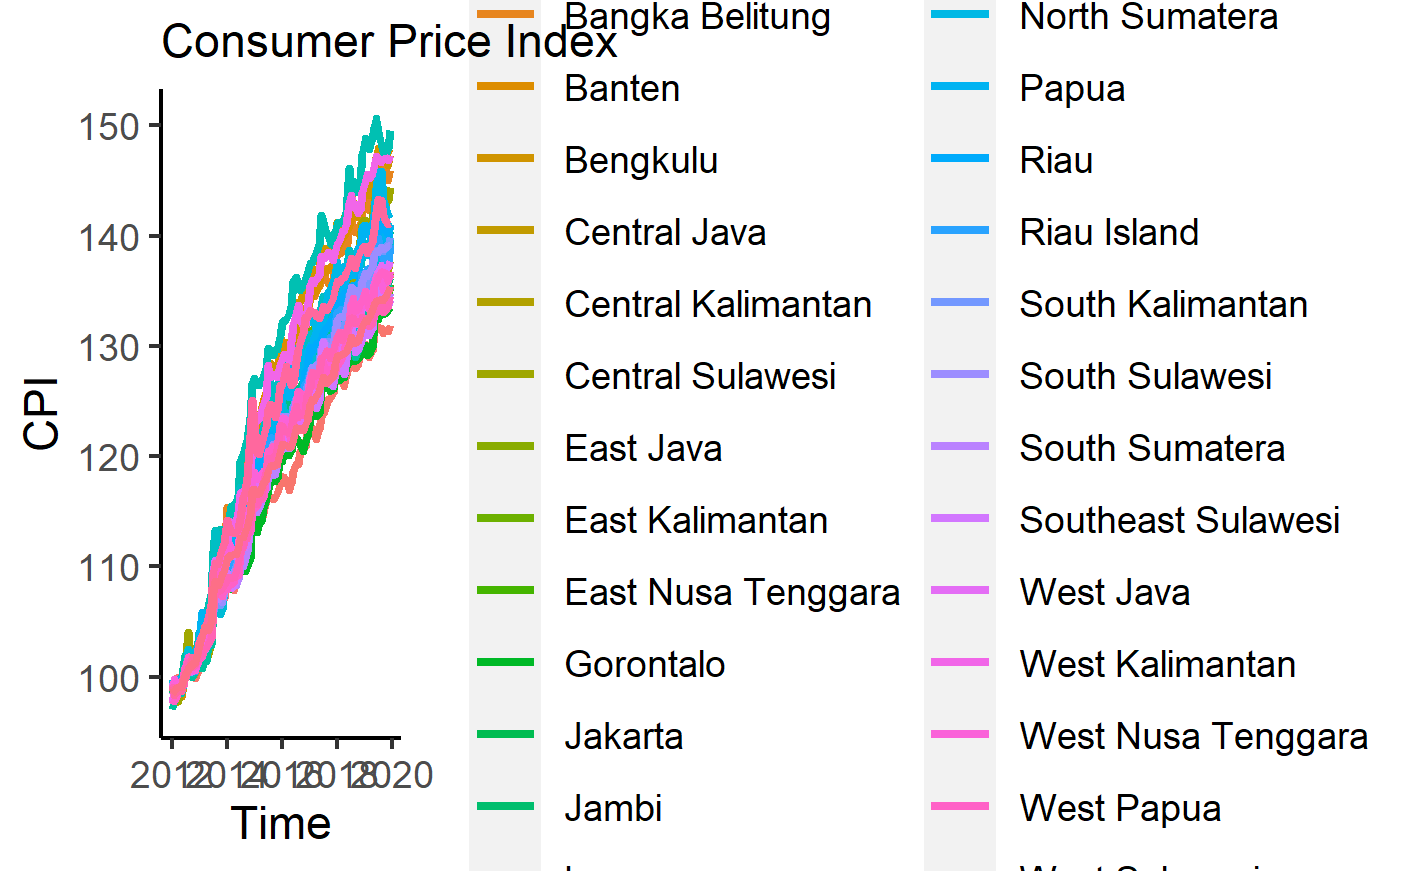 Consumer Price Index
CPI
150
140
130
120
110
100
2012
2014
2016
2018
2020
Time
Bangka Belitung
Banten
Bengkulu
Central Java
Central Kalimantan
Central Sulawesi
East Java
East Kalimantan
East Nusa Tenggara
Gorontalo
Jakarta
Jambi
North Sumatera
Papua
Riau
Riau Island
South Kalimantan
South Sulawesi
South Sumatera
Southeast Sulawesi
West Java
West Kalimantan
West Nusa Tenggara
West Papua